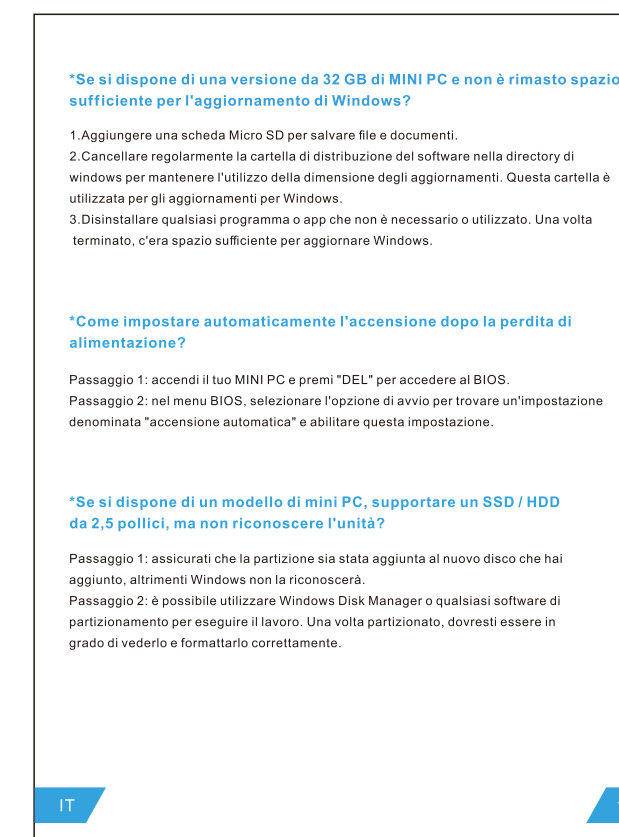 *Se si dispone di una versione da 32 GB di MINI PC e non è rimasto spazio
sufficiente per l'aggiornamento di Windows?
1.Aggiungere una scheda Micro SD per salvare file e documenti.
2.Cancellare regolarmente la cartella di distribuzione del software nella directory di
windows per mantenere l'utilizzo della dimensione degli aggiornamenti. Questa cartella è
utilizzata per gli aggiornamenti per Windows.
3.Disinstallare qualsiasi programma o app che non è necessario o utilizzato. Una volta
terminato, c'era spazio sufficiente per aggiornare Windows.
*Come impostare automaticamente l'accensione dopo la perdita di
alimentazione?
Passaggio 1: accendi il tuo MINI PC e premi "DEL" per accedere al BIOS.
Passaggio 2: nel menu BIOS, selezionare l'opzione di avvio per trovare un'impostazione
denominata "accensione automatica" e abilitare questa impostazione.
*Se si dispone di un modello di mini PC, supportare un SSD / HDD
da 2,5 pollici, ma non riconoscere l'unità?
Passaggio 1: assicurati che la partizione sia stata aggiunta al nuovo disco che hai
aggiunto, altrimenti Windows non la riconoscerà.
Passaggio 2: è possibile utilizzare Windows Disk Manager o qualsiasi software di
partizionamento per eseguire il lavoro. Una volta partizionato, dovresti essere in
grado di vederlo e formattarlo correttamente.
IT